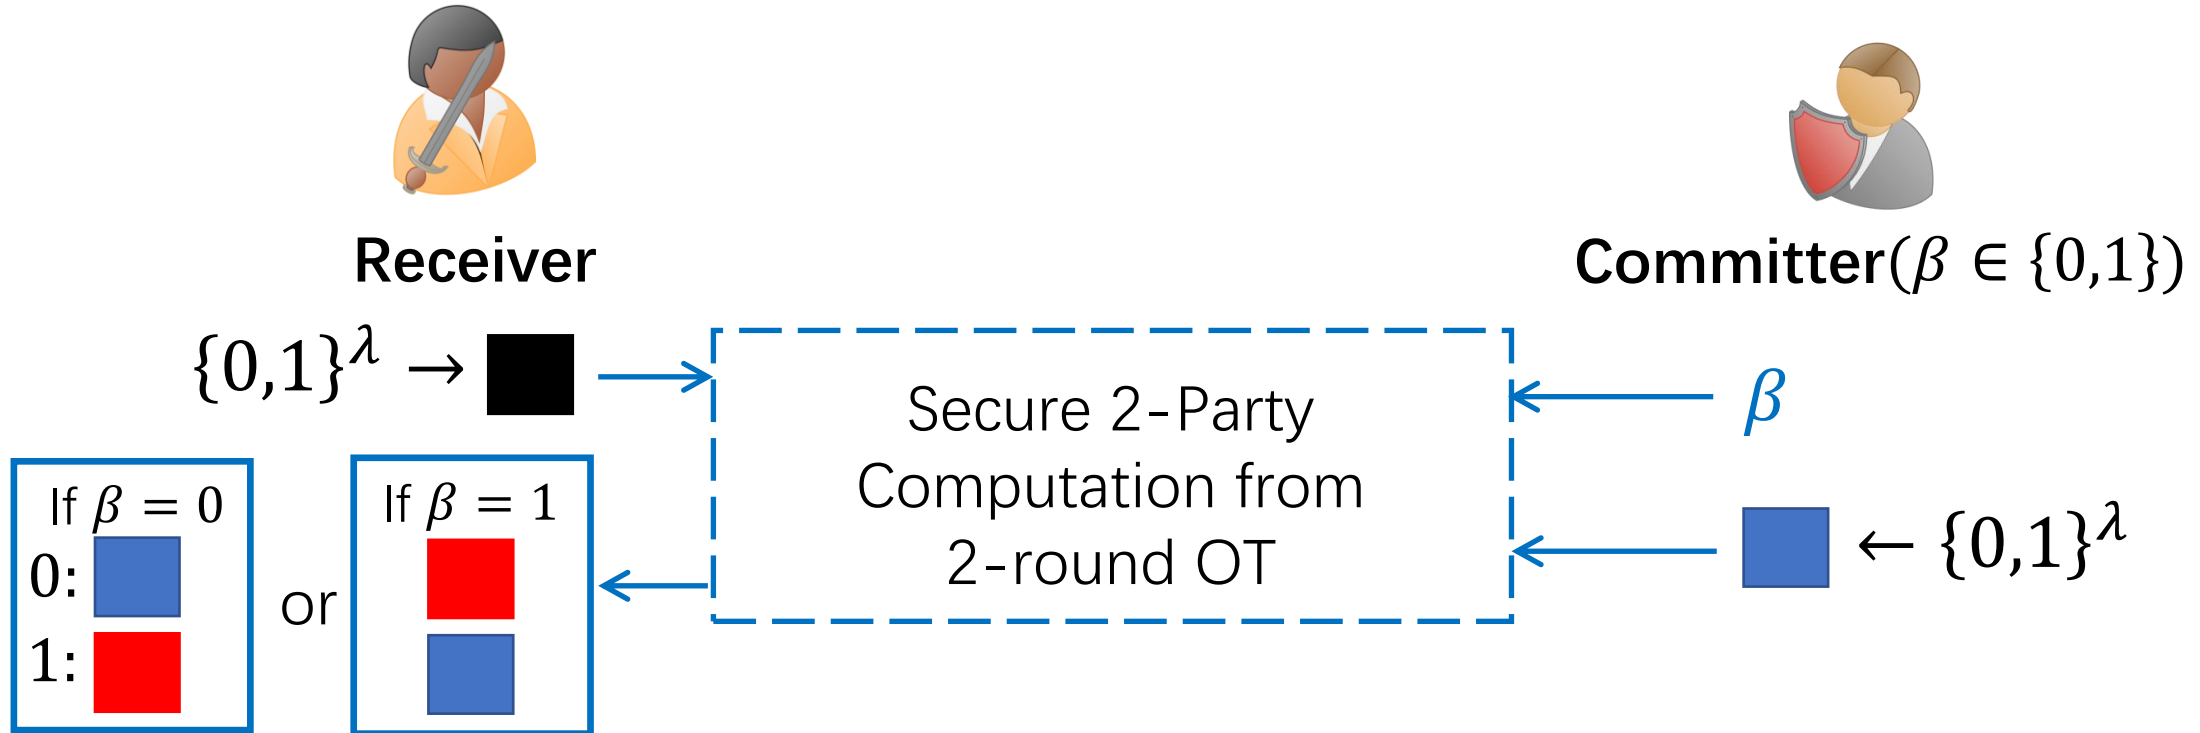 Receiver
Committer(β ∈ {0,1})
{0,1}^λ →
β
Secure 2-Party
Computation from
2-round OT
← {0,1}^λ
If β = 0
0:
1:
or
If β = 1